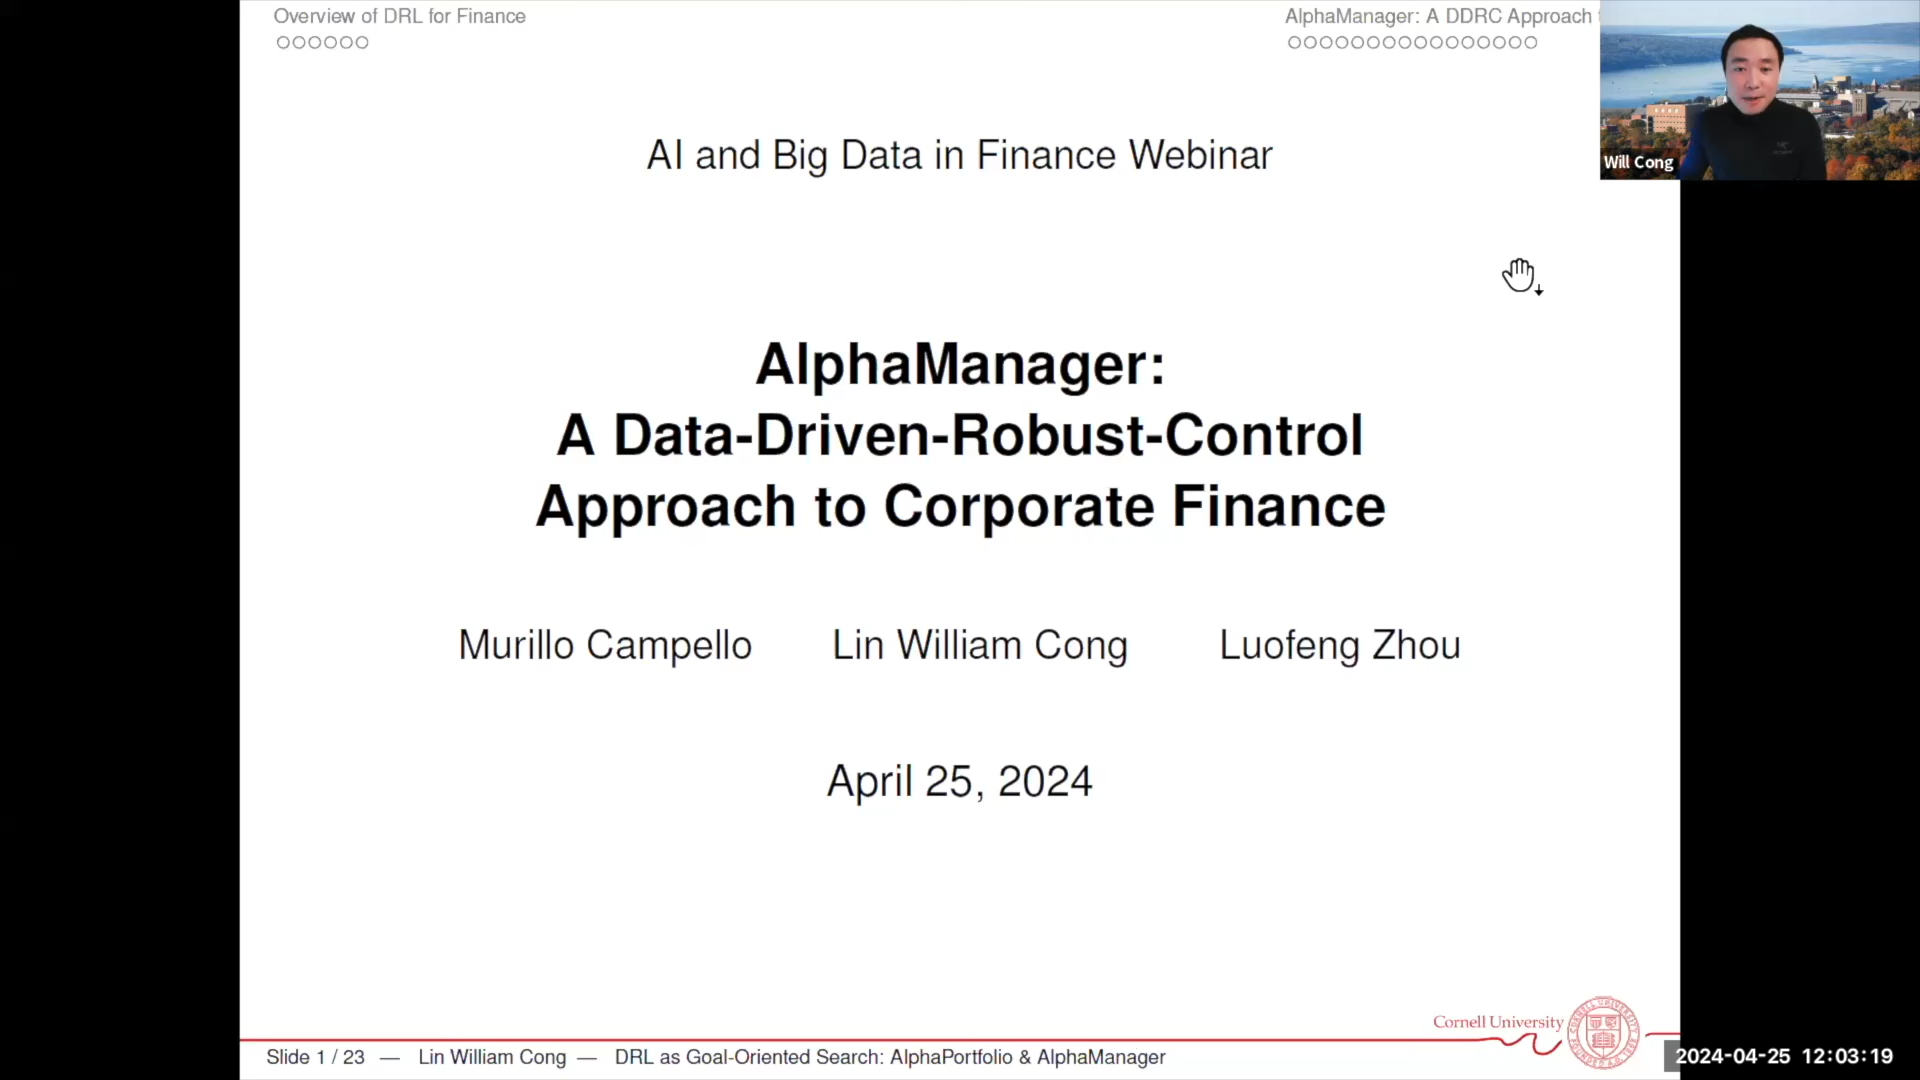 Overview of DRL for Finance
AlphaManager: A DDRC Approach
Will Cong
AI and Big Data in Finance Webinar
AlphaManager:
A Data-Driven-Robust-Control
Approach to Corporate Finance
Murillo Campello Lin William Cong Luofeng Zhou
April 25, 2024
Cornell University
Slide 1 / 23 — Lin William Cong — DRL as Goal-Oriented Search: AlphaPortfolio & AlphaManager
2024-04-25 12:03:19